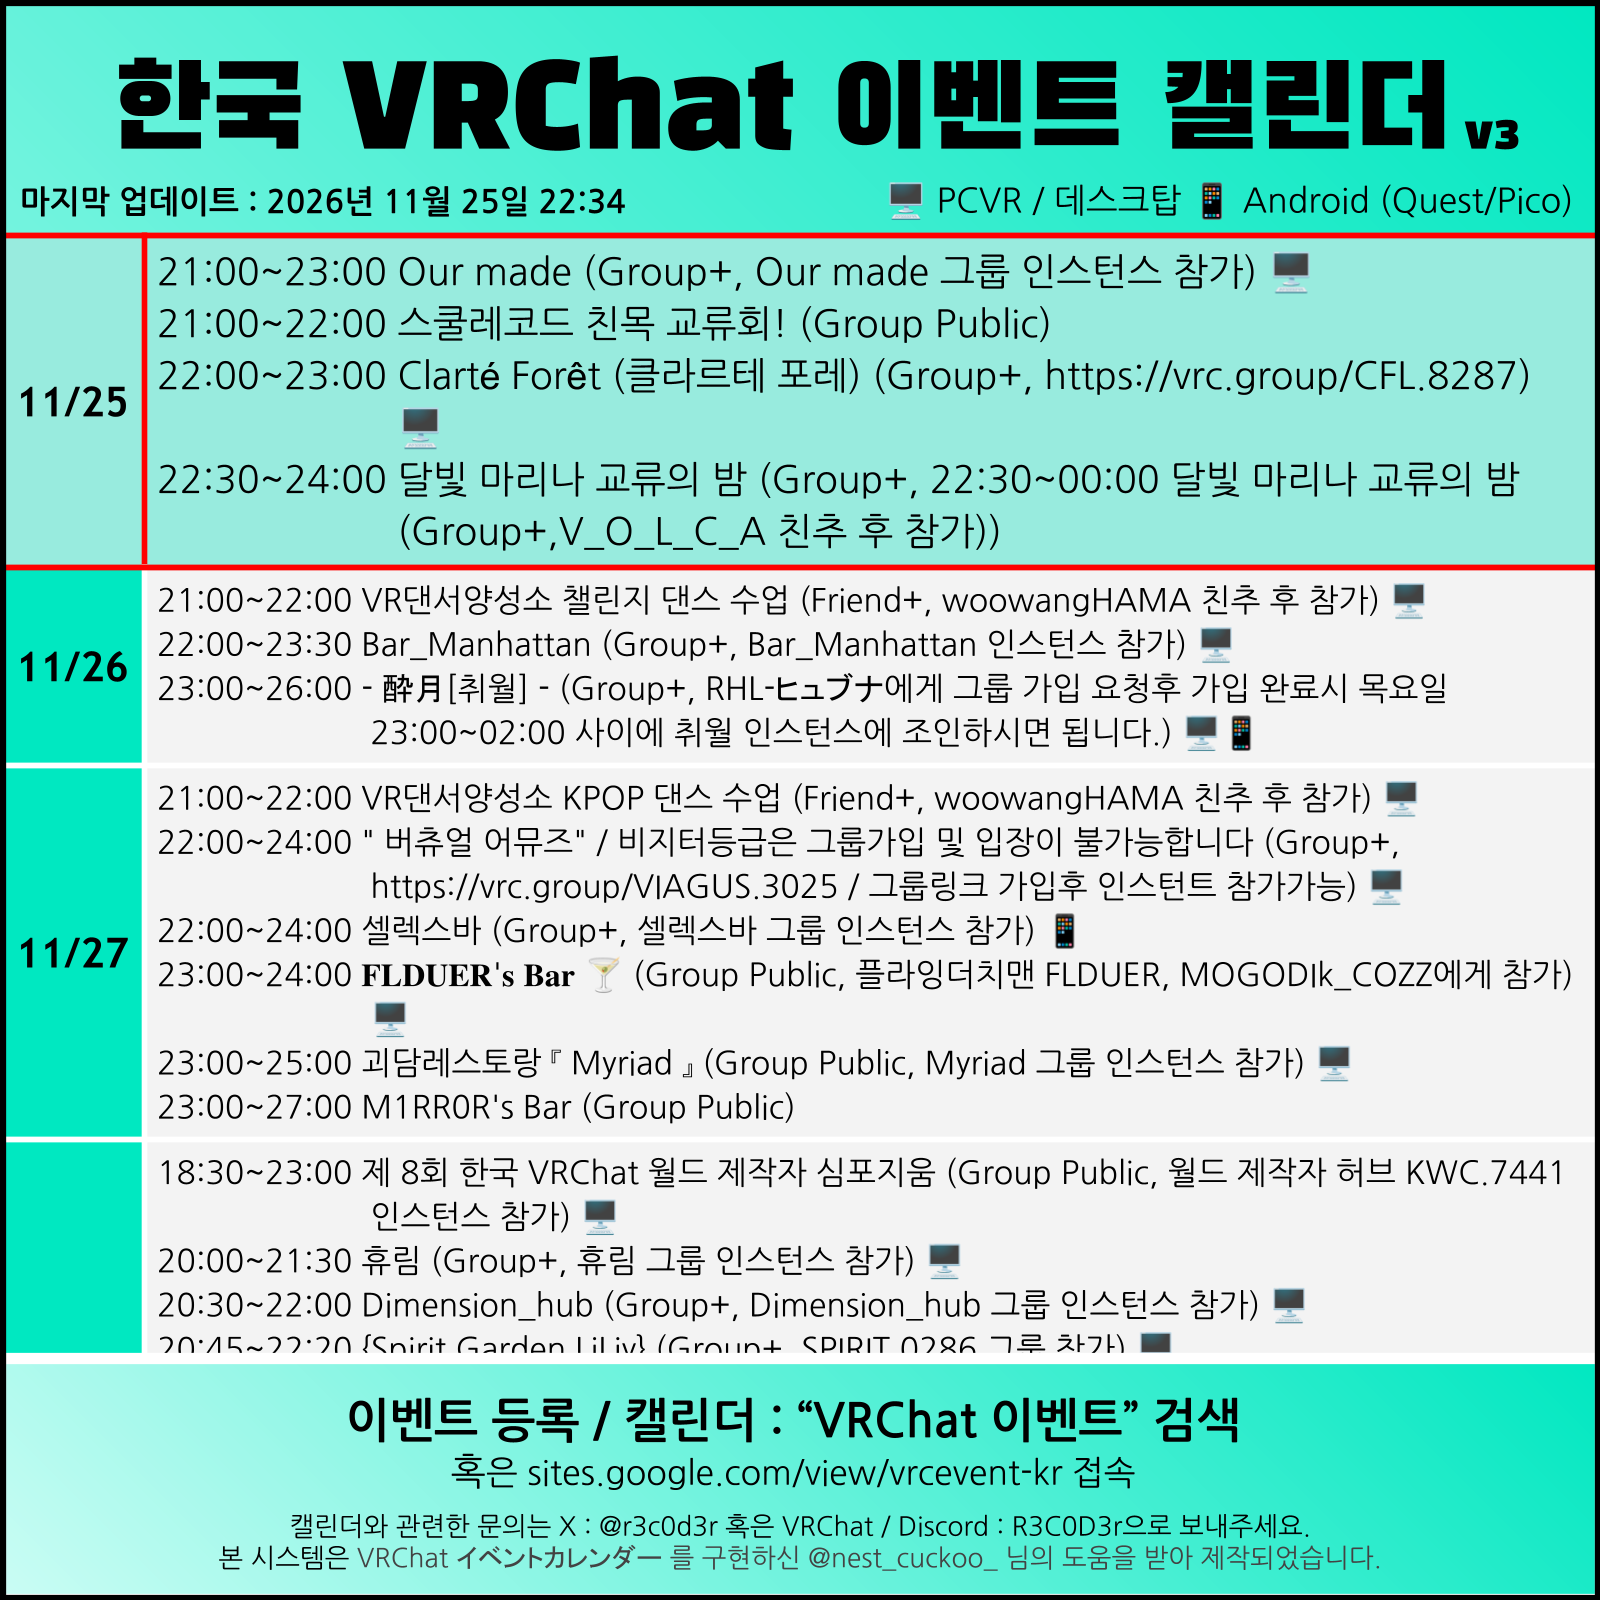 한국 VRChat 이벤트 캘린더 v3
마지막 업데이트 : 2026년 11월 25일 22:34
🖥️ PCVR / 데스크탑 📱 Android (Quest/Pico)
11/25
21:00~23:00 Our made (Group+, Our made 그룹 인스턴스 참가) 🖥️
21:00~22:00 스쿨레코드 친목 교류회! (Group Public)
22:00~23:00 Clarté Forêt (클라르테 포레) (Group+, https://vrc.group/CFL.8287)
🖥️
22:30~24:00 달빛 마리나 교류의 밤 (Group+, 22:30~00:00 달빛 마리나 교류의 밤
(Group+,V_O_L_C_A 친추 후 참가))
11/26
21:00~22:00 VR댄서양성소 챌린지 댄스 수업 (Friend+, woowangHAMA 친추 후 참가) 🖥️
22:00~23:30 Bar_Manhattan (Group+, Bar_Manhattan 인스턴스 참가) 🖥️
23:00~26:00 - 酔月[취월] - (Group+, RHL-ヒュブナ에게 그룹 가입 요청후 가입 완료시 목요일
23:00~02:00 사이에 취월 인스턴스에 조인하시면 됩니다.) 🖥️📱
11/27
21:00~22:00 VR댄서양성소 KPOP 댄스 수업 (Friend+, woowangHAMA 친추 후 참가) 🖥️
22:00~24:00 " 버츄얼 어뮤즈" / 비지터등급은 그룹가입 및 입장이 불가능합니다 (Group+,
https://vrc.group/VIAGUS.3025 / 그룹링크 가입후 인스턴트 참가가능) 🖥️
22:00~24:00 셀렉스바 (Group+, 셀렉스바 그룹 인스턴스 참가) 📱
23:00~24:00 𝐅𝐋𝐃𝐔𝐄𝐑'𝐬 𝐁𝐚𝐫 🍸 (Group Public, 플라잉더치맨 FLDUER, MOGODIk_COZZ에게 참가)
🖥️
23:00~25:00 괴담레스토랑『 Myriad 』(Group Public, Myriad 그룹 인스턴스 참가) 🖥️
23:00~27:00 M1RR0R's Bar (Group Public)
18:30~23:00 제 8회 한국 VRChat 월드 제작자 심포지움 (Group Public, 월드 제작자 허브 KWC.7441
인스턴스 참가) 🖥️
20:00~21:30 휴림 (Group+, 휴림 그룹 인스턴스 참가) 🖥️
20:30~22:00 Dimension_hub (Group+, Dimension_hub 그룹 인스턴스 참가) 🖥️
20:45~22:20 {Spirit Garden LiLiv} (Group+, SPIRIT.0286 그룹 참가) 🖥️
이벤트 등록 / 캘린더 : “VRChat 이벤트” 검색
혹은 sites.google.com/view/vrcevent-kr 접속
캘린더와 관련한 문의는 X : @r3c0d3r 혹은 VRChat / Discord : R3C0D3r으로 보내주세요.
본 시스템은 VRChat イベントカレンダー 를 구현하신 @nest_cuckoo_ 님의 도움을 받아 제작되었습니다.